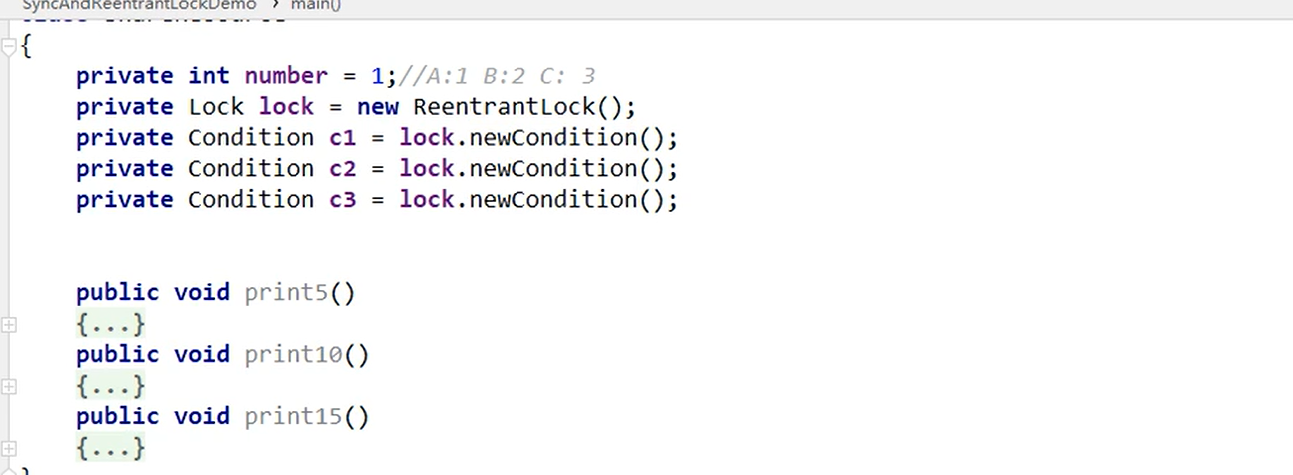 SyncAndReentrantLockDemo › main()
{
private int number = 1;//A:1 B:2 C: 3
private Lock lock = new ReentrantLock();
private Condition c1 = lock.newCondition();
private Condition c2 = lock.newCondition();
private Condition c3 = lock.newCondition();
public void print5()
{...}
public void print10()
{...}
public void print15()
{...}
}